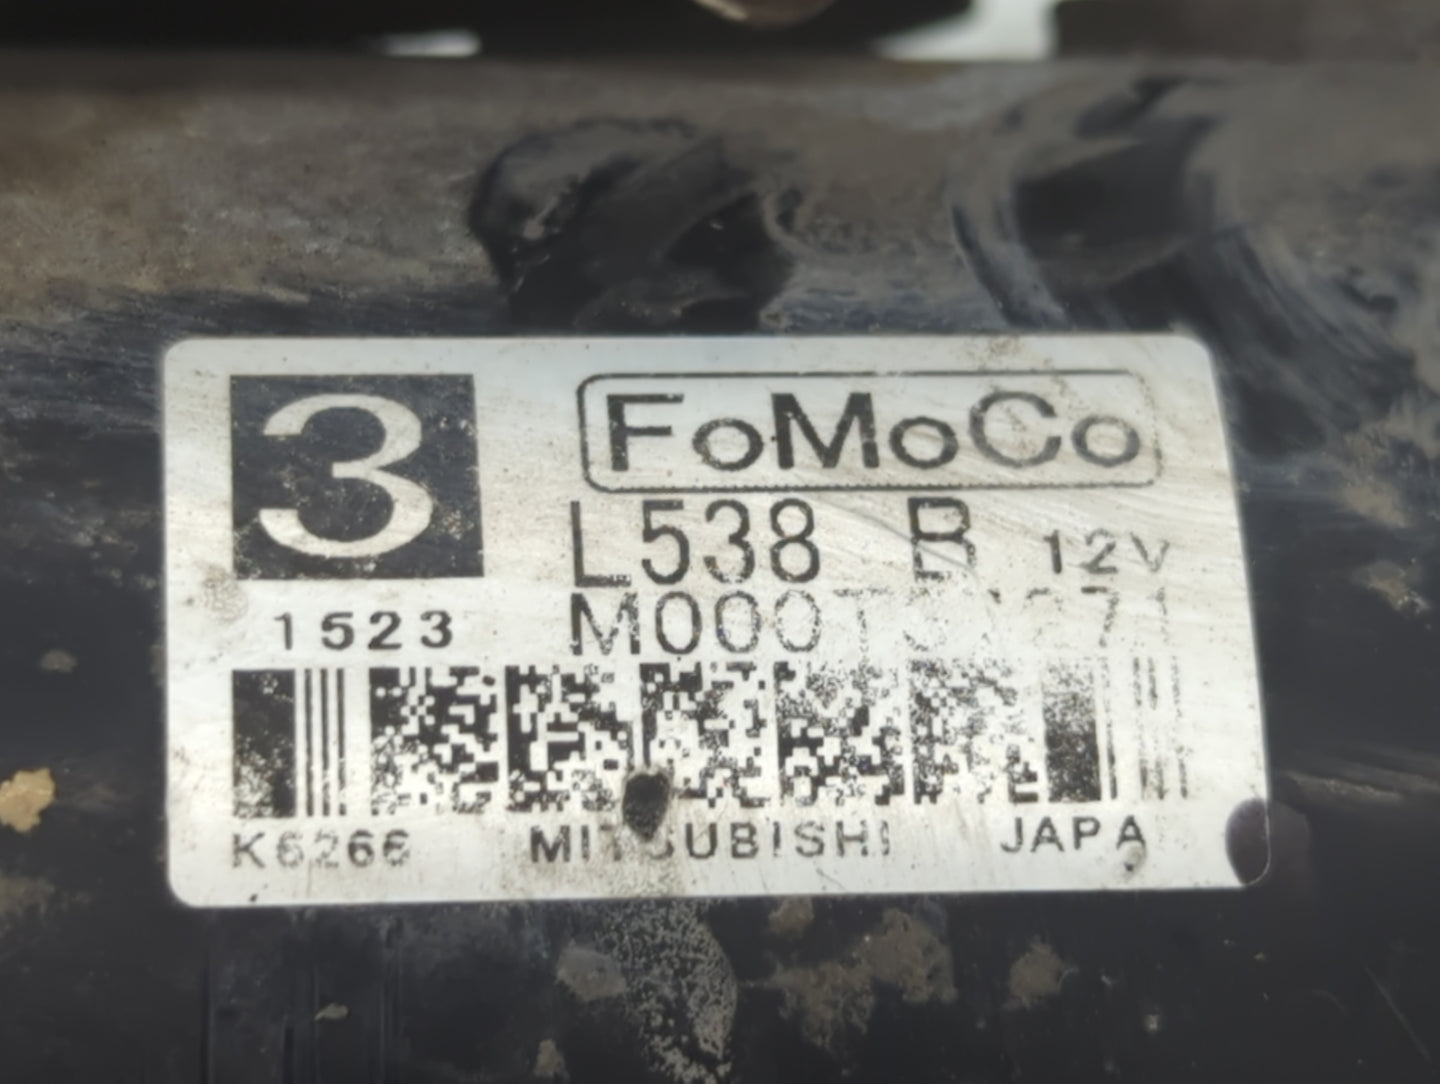 3
FoMoCo
L538 B 12V
1523
K6266 MITSUBISHI JAPA